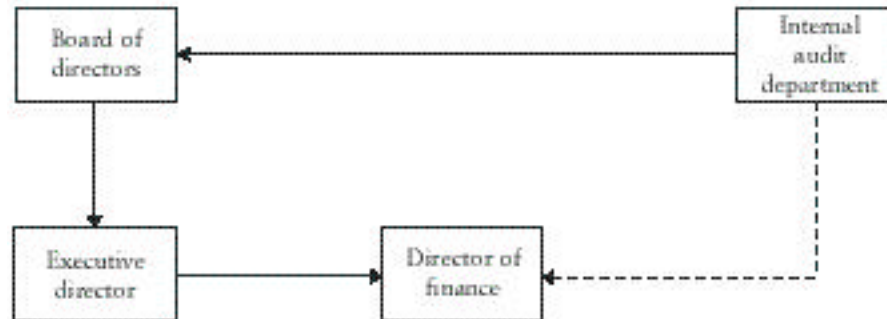 Board of
directors
Internal
audit
department
Executive
director
Director of
finance